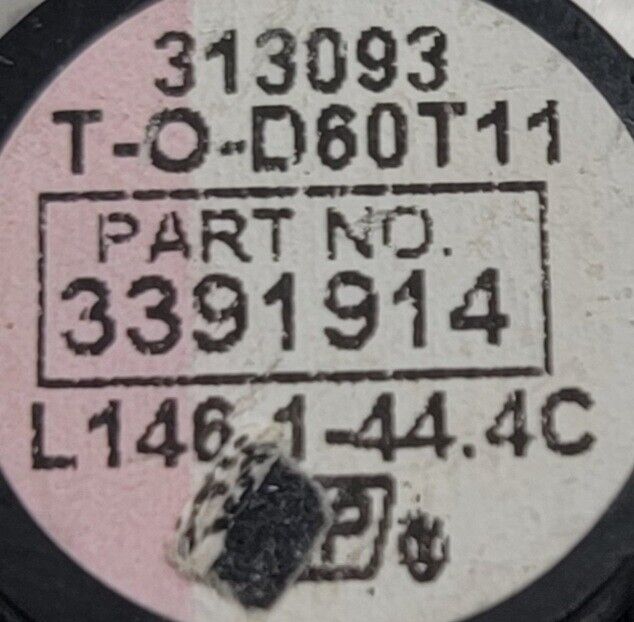 313093
T-O-D60T11
PART NO.
3391914
L146.1-44.4C
P